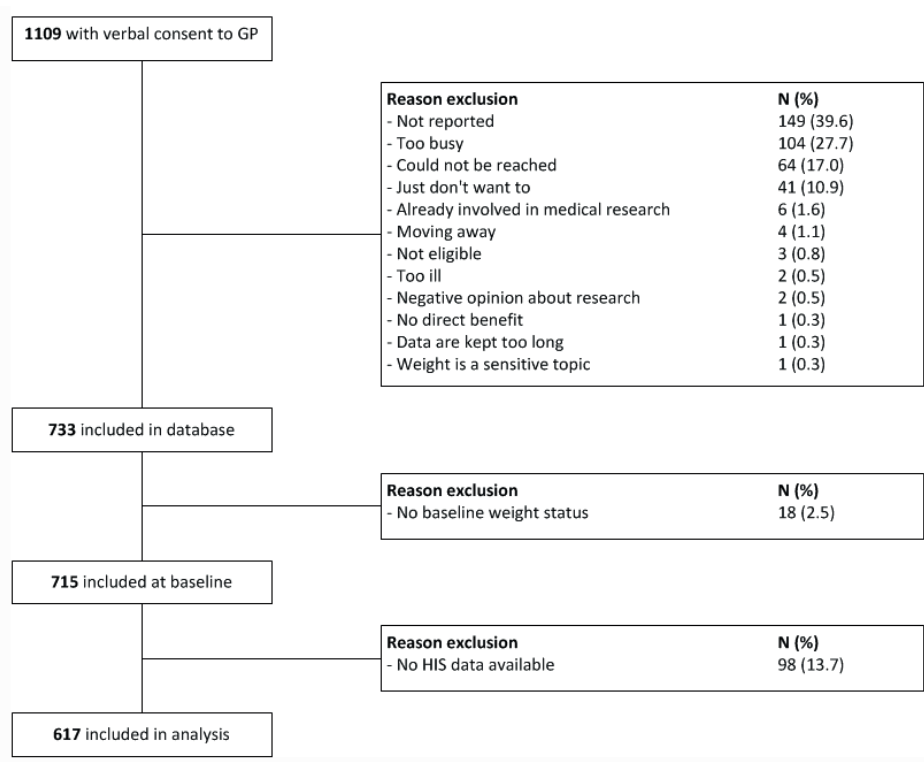 1109 with verbal consent to GP
Reason exclusion N (%)
- Not reported 149 (39.6)
- Too busy 104 (27.7)
- Could not be reached 64 (17.0)
- Just don't want to 41 (10.9)
- Already involved in medical research 6 (1.6)
- Moving away 4 (1.1)
- Not eligible 3 (0.8)
- Too ill 2 (0.5)
- Negative opinion about research 2 (0.5)
- No direct benefit 1 (0.3)
- Data are kept too long 1 (0.3)
- Weight is a sensitive topic 1 (0.3)
733 included in database
Reason exclusion N (%)
- No baseline weight status 18 (2.5)
715 included at baseline
Reason exclusion N (%)
- No HIS data available 98 (13.7)
617 included in analysis